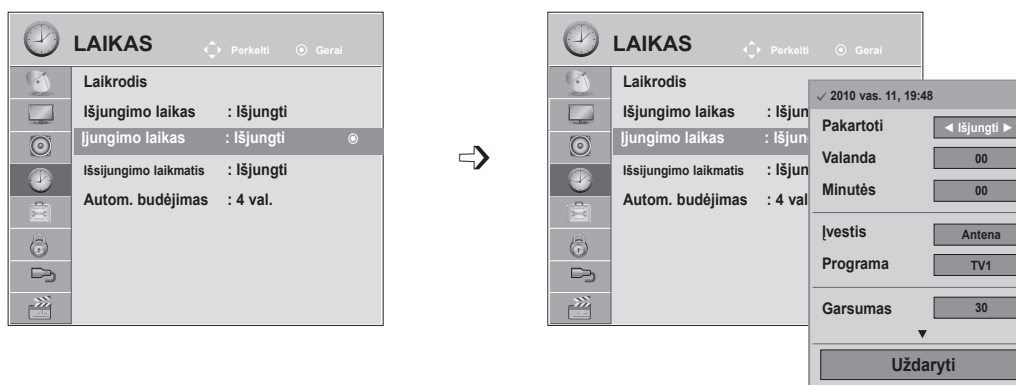 LAIKAS Perkelti Gerai
Laikrodis
Išjungimo laikas : Išjungti
Įjungimo laikas : Išjungti
Išsijungimo laikmatis : Išjungti
Autom. budėjimas : 4 val.
LAIKAS Perkelti Gerai
Laikrodis
Išjungimo laikas : Išjun
Įjungimo laikas : Išjun
Išsijungimo laikmatis : Išjun
Autom. budėjimas : 4 val
✓ 2010 vas. 11, 19:48
Pakartoti ◄ Išjungti ►
Valanda 00
Minutės 00
Įvestis Antena
Programa TV1
Garsumas 30
▼
Uždaryti